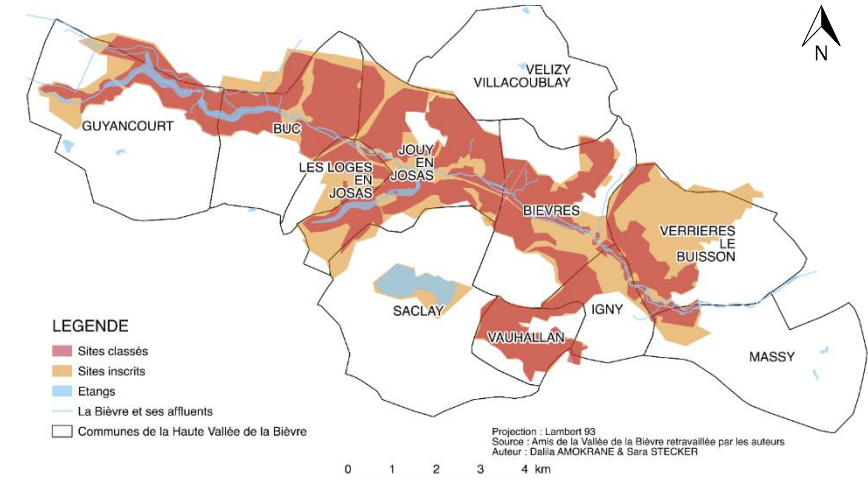 N
VELIZY
VILLACOUBLAY
GUYANCOURT
BUC
JOUY
EN
JOSAS
LES LOGES
EN
JOSAS
BIEVRES
VERRIERES
LE
BUISSON
SACLAY
IGNY
VAUHALLAN
MASSY
LEGENDE
Sites classés
Sites inscrits
Etangs
La Bièvre et ses affluents
Communes de la Haute Vallée de la Bièvre
Projection : Lambert 93
Source : Amis de la Vallée de la Bièvre retravaillée par les auteurs
Auteur : Dalila AMOKRANE & Sara STECKER
0 1 2 3 4 km